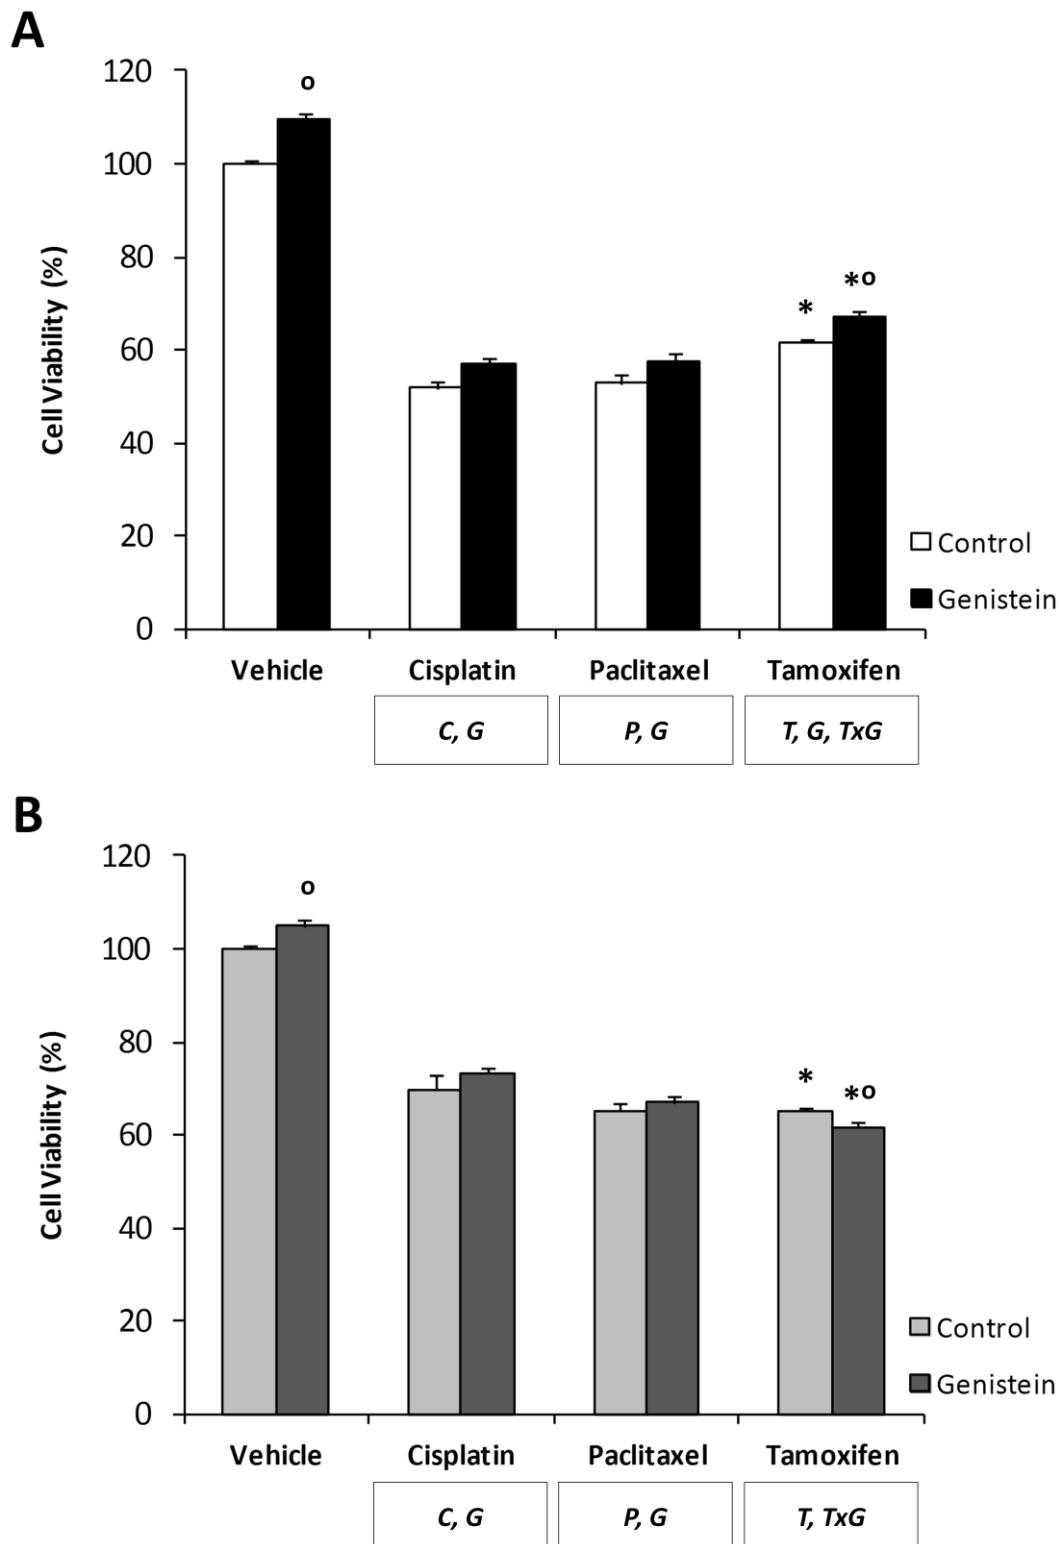 A
120
o
100
80
*o
*
60
40
20
0
Cell Viability (%)
Control
Genistein
Vehicle Cisplatin Paclitaxel Tamoxifen
C, G P, G T, G, TxG
B
120
o
100
80
*
*o
60
40
20
0
Cell Viability (%)
Control
Genistein
Vehicle Cisplatin Paclitaxel Tamoxifen
C, G P, G T, TxG